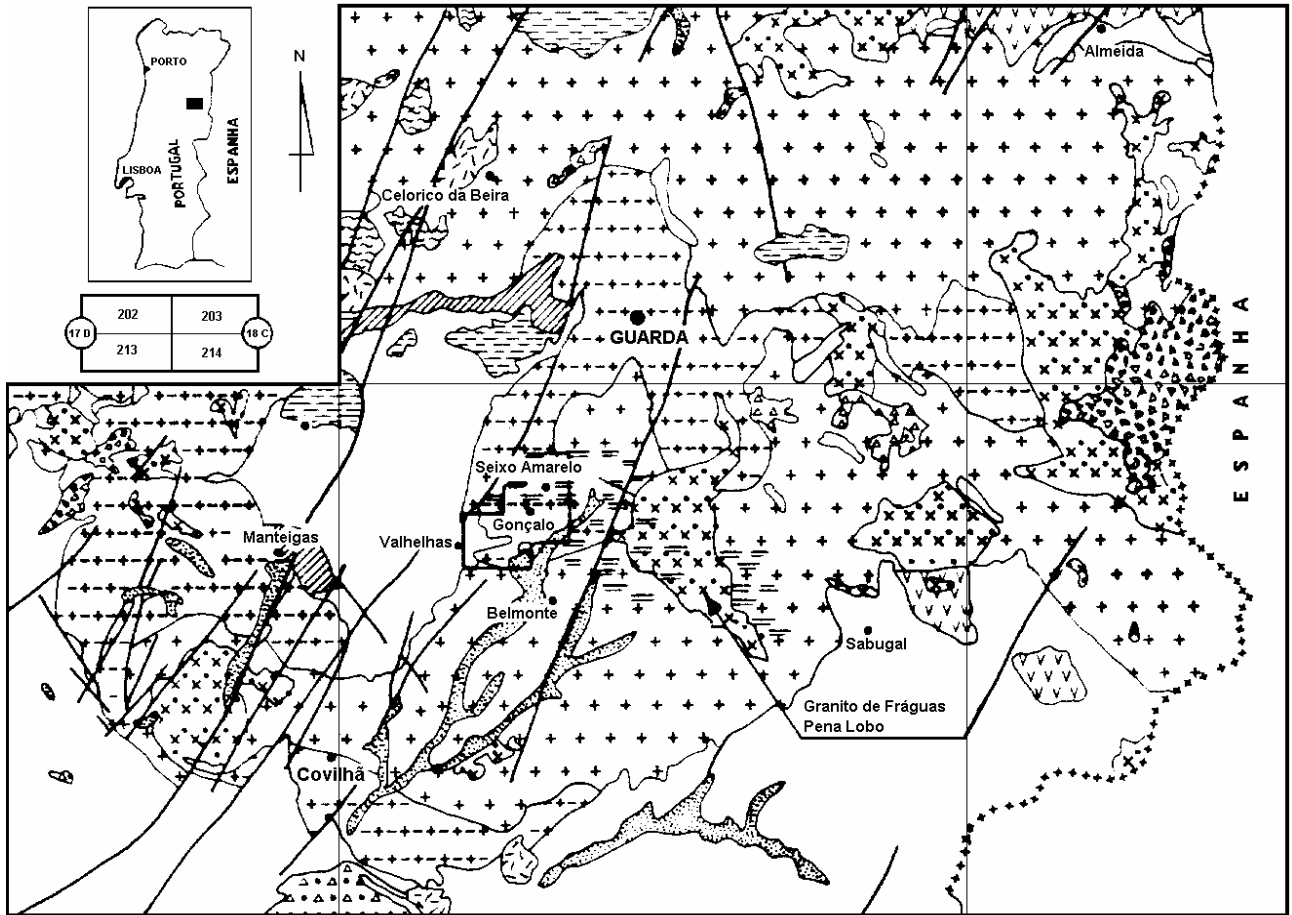 PORTO
LISBOA
PORTUGAL
ESPANHA
N
202
203
17 D
18 C
213
214
Almeida
Celorico da Beira
GUARDA
ESPANHA
Seixo Amarelo
Gonçalo
Manteigas
Valhelhas
Belmonte
Sabugal
Granito de Fráguas
Pena Lobo
Covilhã